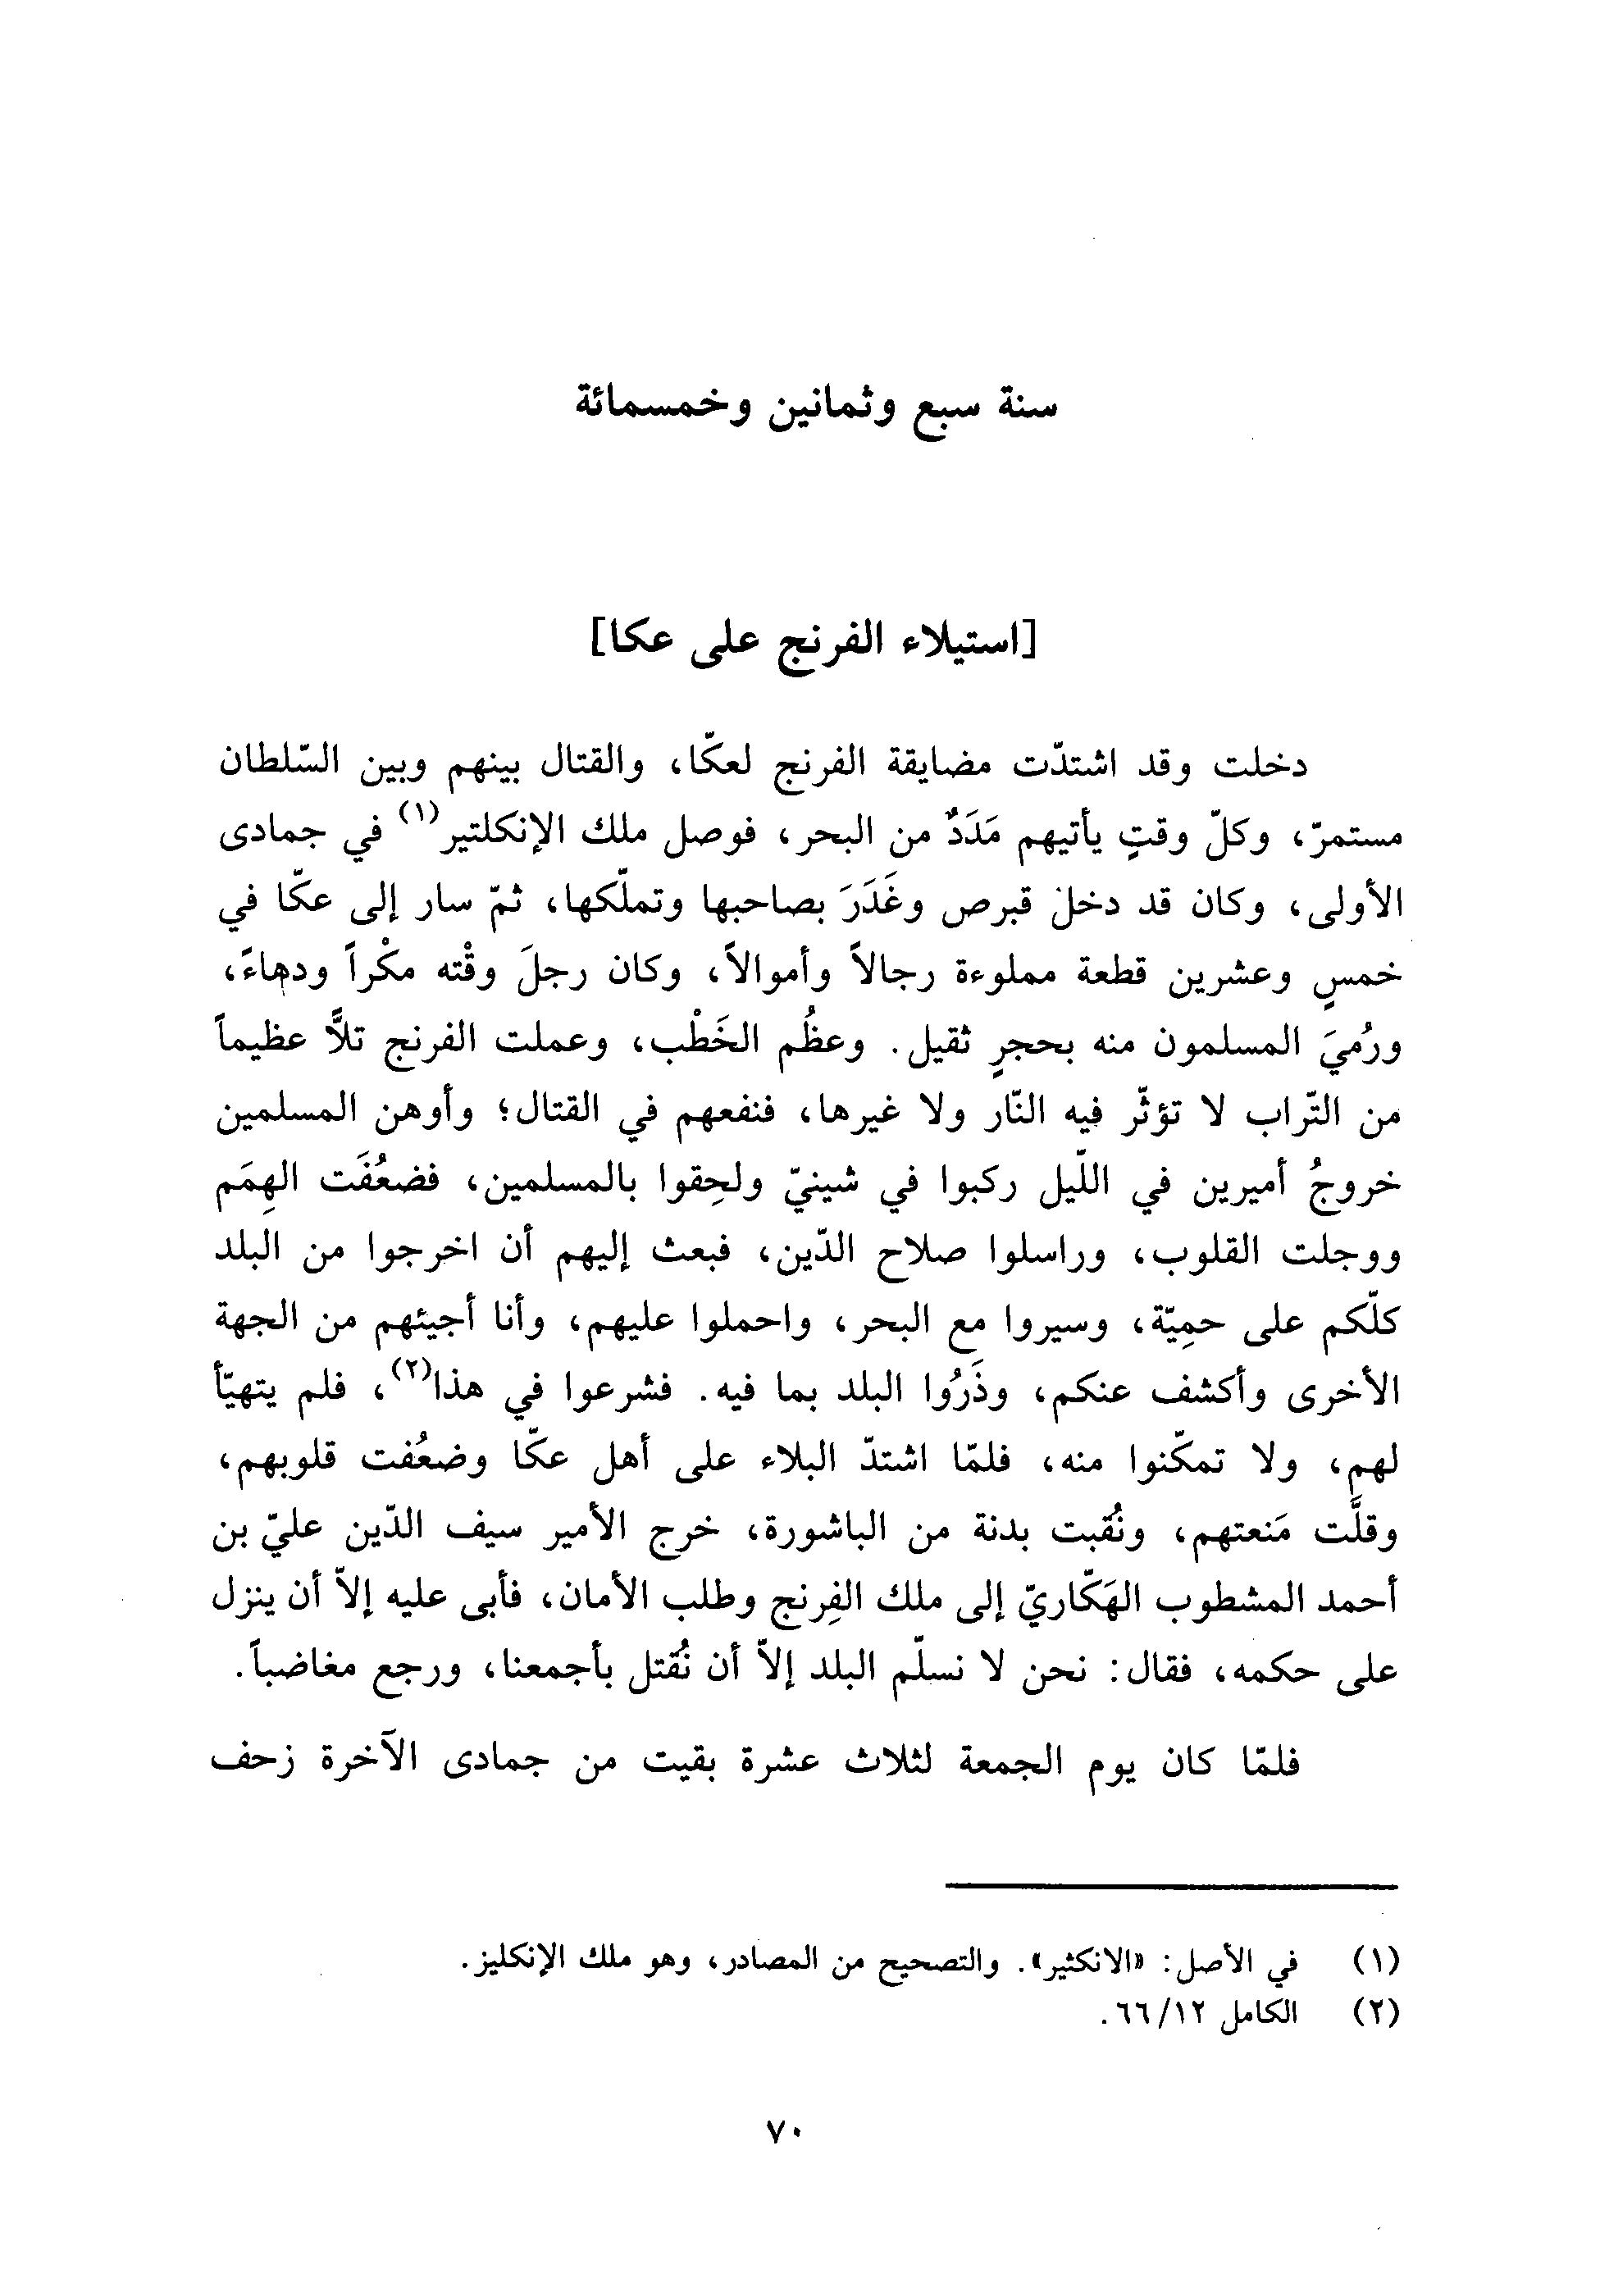 سنة سبع وثمانين وخمسمائة
[استيلاء الفرنج على عكا]
دخلت وقد اشتدّت مضايقة الفرنج لعكّا، والقتال بينهم وبين السّلطان
مستمرّ، وكلّ وقتٍ يأتيهم مَدَدٌ من البحر، فوصل ملك الإنكلتير(١) في جمادى
الأولى، وكان قد دخل قبرص وغَدَرَ بصاحبها وتملّكها، ثمّ سار إلى عكّا في
خمسٍ وعشرين قطعة مملوءة رجالاً وأموالاً، وكان رجلَ وقْته مكْراً ودهاءً،
ورُميَ المسلمون منه بحجرٍ ثقيل. وعظُم الخَطْب، وعملت الفرنج تلاًّ عظيماً
من التّراب لا تؤثّر فيه النّار ولا غيرها، فنفعهم في القتال؛ وأوهن المسلمين
خروجُ أميرين في اللّيل ركبوا في شينيّ ولحِقوا بالمسلمين، فضعُفَت الهِمَم
ووجلت القلوب، وراسلوا صلاح الدّين، فبعث إليهم أن اخرجوا من البلد
كلّكم على حمِيّة، وسيروا مع البحر، واحملوا عليهم، وأنا أجيئهم من الجهة
الأخرى وأكشف عنكم، وذَرُوا البلد بما فيه. فشرعوا في هذا(٢)، فلم يتهيّأ
لهم، ولا تمكّنوا منه، فلمّا اشتدّ البلاء على أهل عكّا وضعُفت قلوبهم،
وقلَّت مَنعتهم، ونُقبت بدنة من الباشورة، خرج الأمير سيف الدّين عليّ بن
أحمد المشطوب الهَكّاريّ إلى ملك الفِرنج وطلب الأمان، فأبى عليه إلاّ أن ينزل
على حكمه، فقال: نحن لا نسلّم البلد إلاّ أن نُقتل بأجمعنا، ورجع مغاضباً.
فلمّا كان يوم الجمعة لثلاث عشرة بقيت من جمادى الآخرة زحف
(١) في الأصل: «الانكثير». والتصحيح من المصادر، وهو ملك الإنكليز.
(٢) الكامل ٦٦/١٢.
٧٠